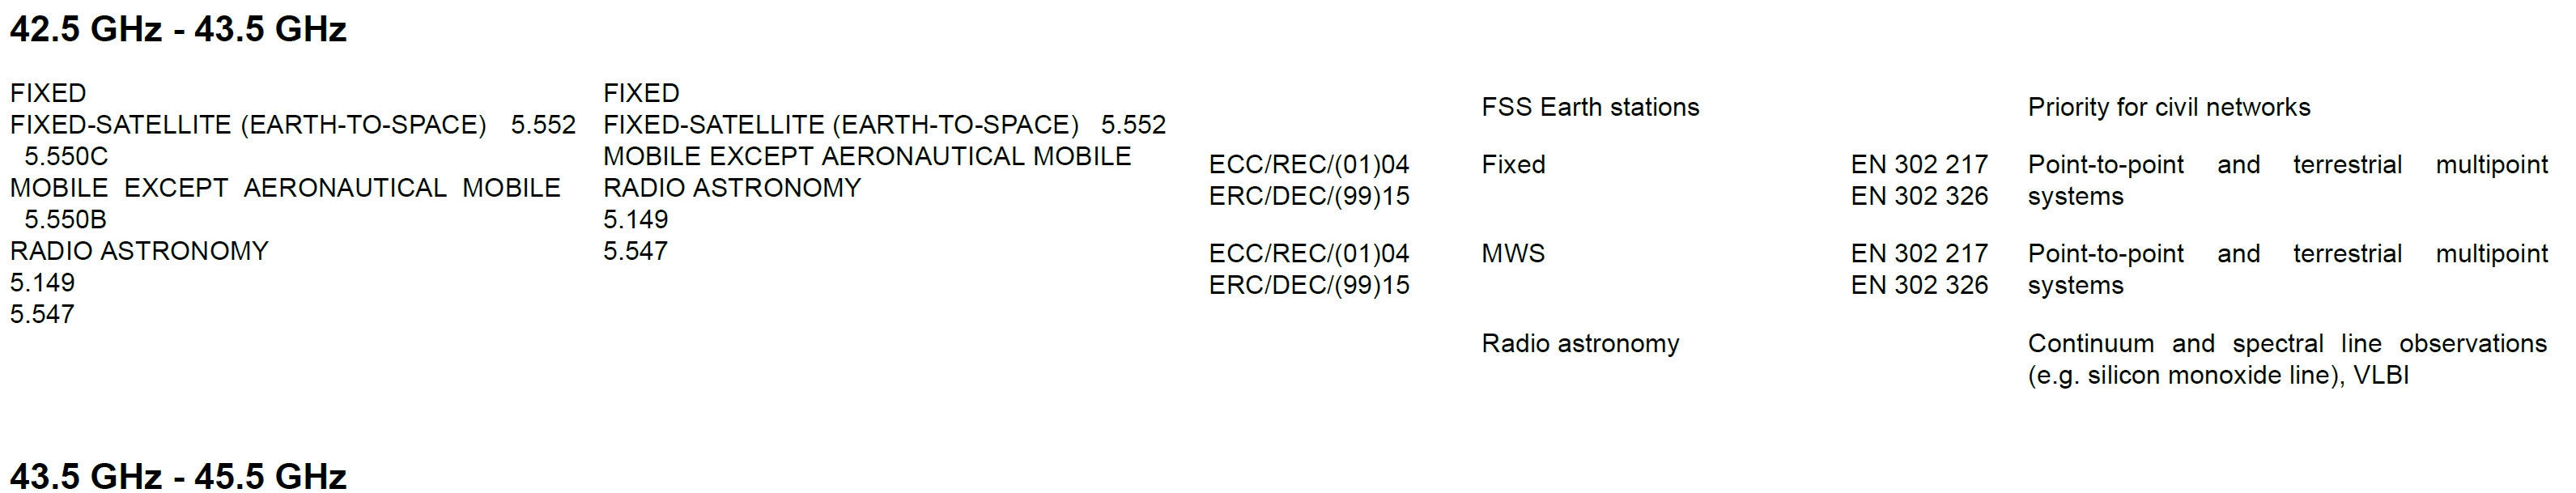 42.5 GHz - 43.5 GHz
FIXED
FIXED-SATELLITE (EARTH-TO-SPACE) 5.552
5.550C
MOBILE EXCEPT AERONAUTICAL MOBILE
5.550B
RADIO ASTRONOMY
5.149
5.547
FIXED
FIXED-SATELLITE (EARTH-TO-SPACE) 5.552
MOBILE EXCEPT AERONAUTICAL MOBILE
RADIO ASTRONOMY
5.149
5.547
FSS Earth stations
Priority for civil networks
ECC/REC/(01)04
ERC/DEC/(99)15
Fixed
EN 302 217
EN 302 326
Point-to-point and terrestrial multipoint
systems
ECC/REC/(01)04
ERC/DEC/(99)15
MWS
EN 302 217
EN 302 326
Point-to-point and terrestrial multipoint
systems
Radio astronomy
Continuum and spectral line observations
(e.g. silicon monoxide line), VLBI
43.5 GHz - 45.5 GHz